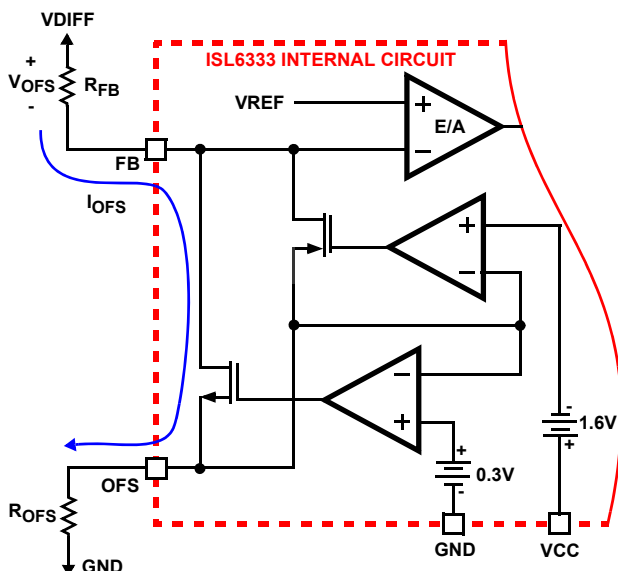 VDIFF
ISL6333 INTERNAL CIRCUIT
+
VOFS
-
RFB
VREF
+
E/A
-
FB
IOFS
+
-
-
+
-
1.6V
+
+
0.3V
-
OFS
ROFS
GND
GND
VCC